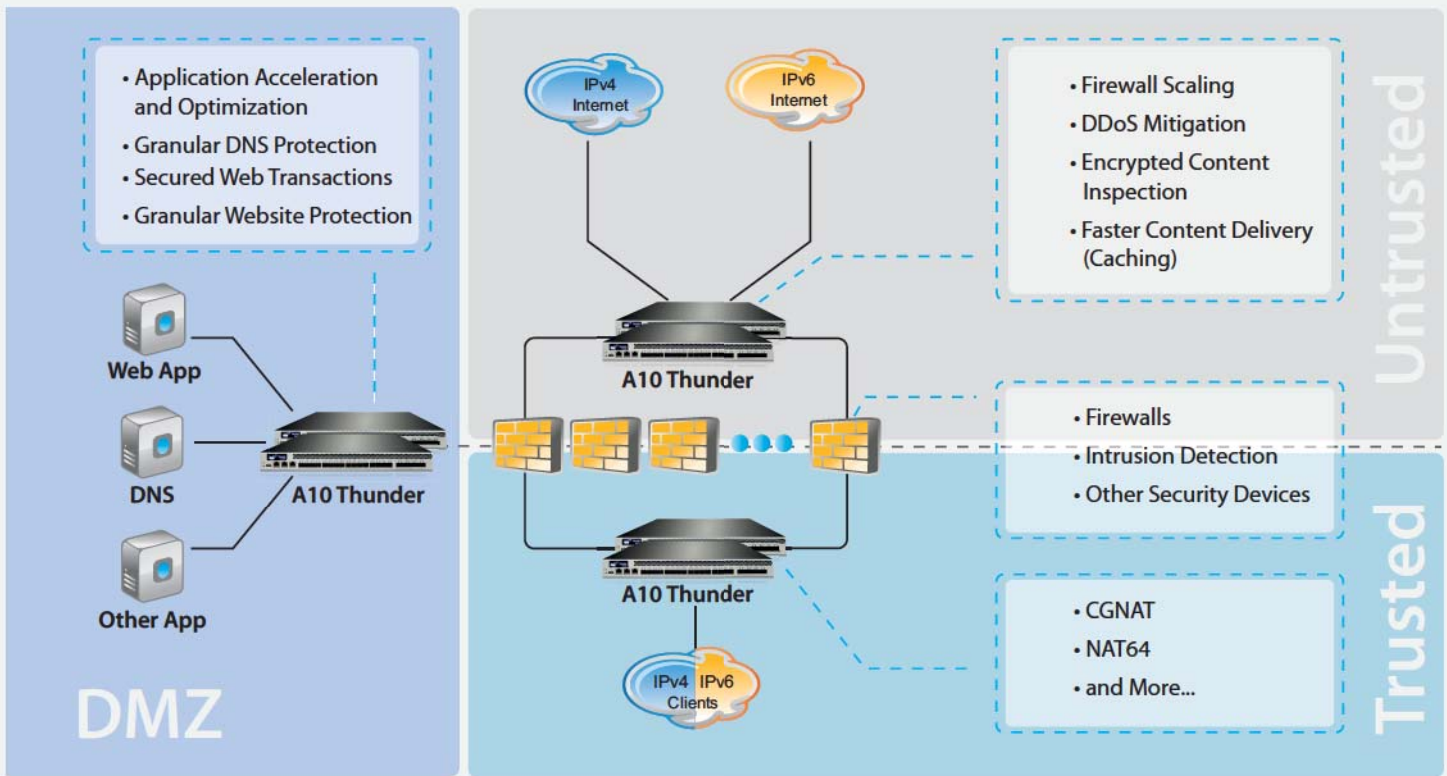 • Application Acceleration
and Optimization
• Granular DNS Protection
• Secured Web Transactions
• Granular Website Protection
Web App
DNS
Other App
A10 Thunder
DMZ
IPv4
Internet
IPv6
Internet
A10 Thunder
A10 Thunder
IPv4 IPv6
Clients
• Firewall Scaling
• DDoS Mitigation
• Encrypted Content
Inspection
• Faster Content Delivery
(Caching)
Untrusted
• Firewalls
• Intrusion Detection
• Other Security Devices
• CGNAT
• NAT64
• and More...
Trusted